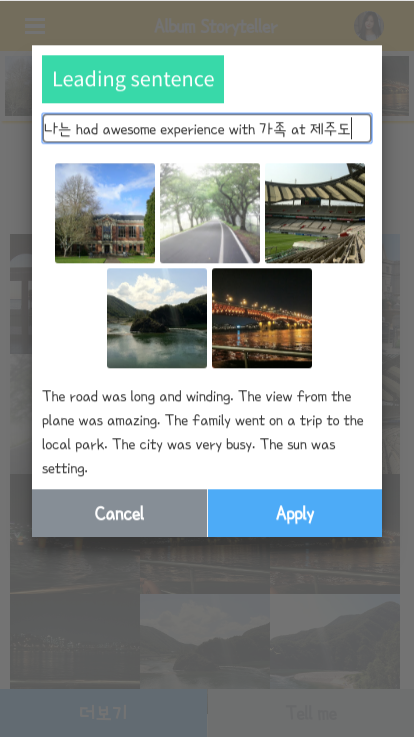 Album Storyteller
Leading sentence
나는 had awesome experience with 가족 at 제주도
The road was long and winding. The view from the
plane was amazing. The family went on a trip to the
local park. The city was very busy. The sun was
setting.
Cancel
Apply
더보기
Tell me